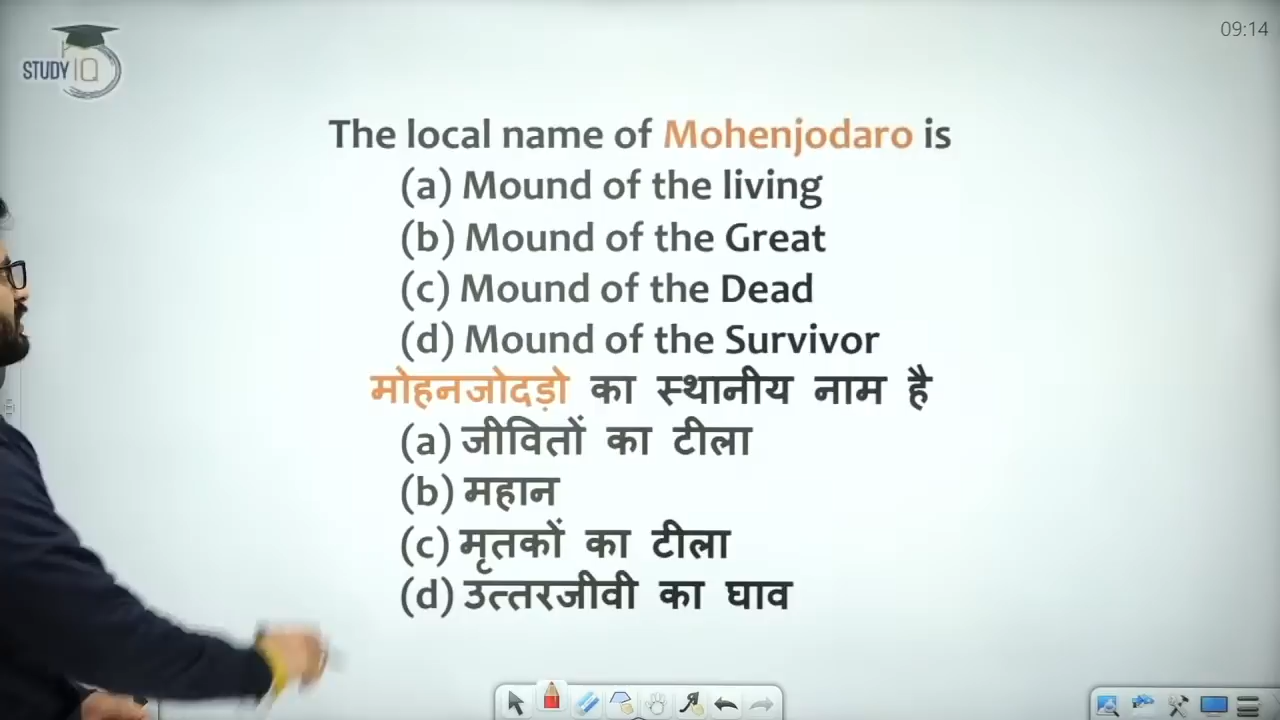 09:14
STUDY IQ
The local name of Mohenjodaro is
(a) Mound of the living
(b) Mound of the Great
(c) Mound of the Dead
(d) Mound of the Survivor
मोहनजोदड़ो का स्थानीय नाम है
(a) जीवितों का टीला
(b) महान
(c) मृतकों का टीला
(d) उत्तरजीवी का घाव